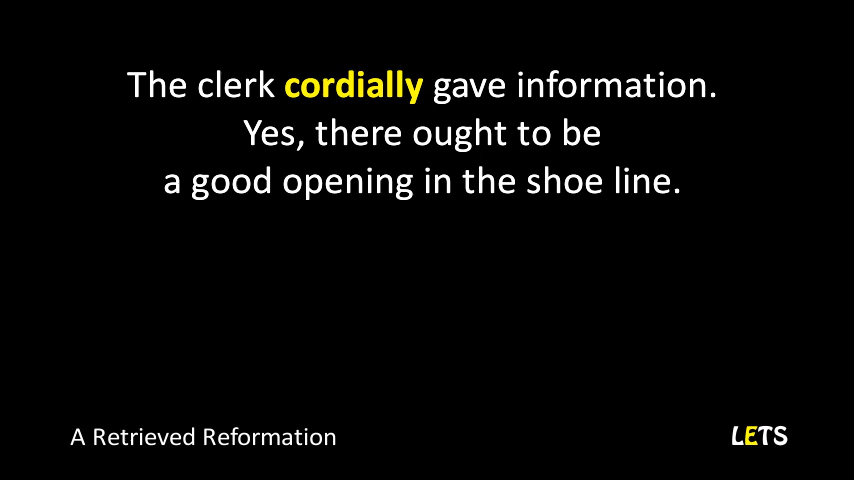 The clerk cordially gave information.
Yes, there ought to be
a good opening in the shoe line.
A Retrieved Reformation
LETS